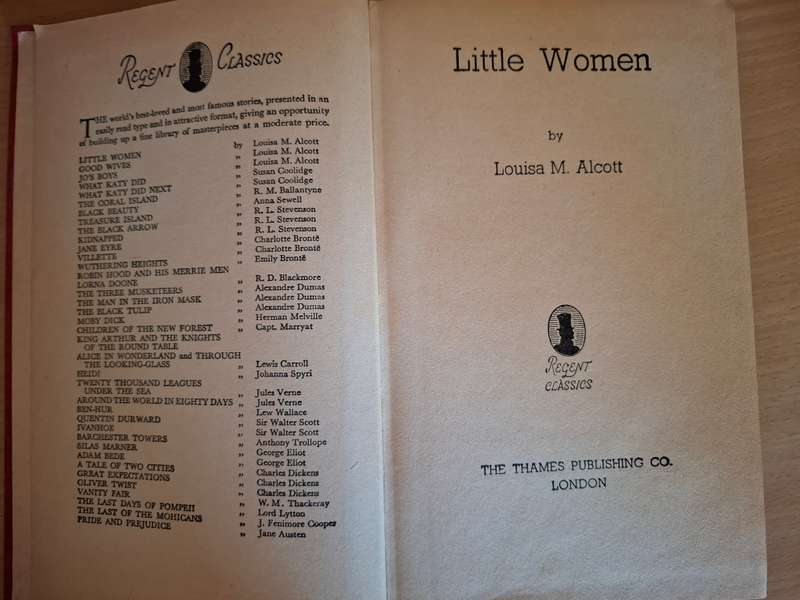 REGENT CLASSICS
THE world's best-loved and most famous stories, presented in an
easily read type and in attractive format, giving an opportunity
of building up a fine library of masterpieces at a moderate price.
LITTLE WOMEN by Louisa M. Alcott
GOOD WIVES " Louisa M. Alcott
JO'S BOYS " Louisa M. Alcott
WHAT KATY DID " Susan Coolidge
WHAT KATY DID NEXT " Susan Coolidge
THE CORAL ISLAND " R. M. Ballantyne
BLACK BEAUTY " Anna Sewell
TREASURE ISLAND " R. L. Stevenson
THE BLACK ARROW " R. L. Stevenson
KIDNAPPED " R. L. Stevenson
JANE EYRE " Charlotte Brontë
VILLETTE " Charlotte Brontë
WUTHERING HEIGHTS " Emily Brontë
ROBIN HOOD AND HIS MERRIE MEN
LORNA DOONE " R. D. Blackmore
THE THREE MUSKETEERS " Alexandre Dumas
THE MAN IN THE IRON MASK " Alexandre Dumas
THE BLACK TULIP " Alexandre Dumas
MOBY DICK " Herman Melville
CHILDREN OF THE NEW FOREST " Capt. Marryat
KING ARTHUR AND THE KNIGHTS
OF THE ROUND TABLE
ALICE IN WONDERLAND and THROUGH
THE LOOKING-GLASS " Lewis Carroll
HEIDI " Johanna Spyri
TWENTY THOUSAND LEAGUES
UNDER THE SEA " Jules Verne
AROUND THE WORLD IN EIGHTY DAYS " Jules Verne
BEN-HUR " Lew Wallace
QUENTIN DURWARD " Sir Walter Scott
IVANHOE " Sir Walter Scott
BARCHESTER TOWERS " Anthony Trollope
SILAS MARNER " George Eliot
ADAM BEDE " George Eliot
A TALE OF TWO CITIES " Charles Dickens
GREAT EXPECTATIONS " Charles Dickens
OLIVER TWIST " Charles Dickens
VANITY FAIR " W. M. Thackeray
THE LAST DAYS OF POMPEII " Lord Lytton
THE LAST OF THE MOHICANS " J. Fenimore Cooper
PRIDE AND PREJUDICE " Jane Austen
Little Women
by
Louisa M. Alcott
REGENT
CLASSICS
THE THAMES PUBLISHING CO.
LONDON